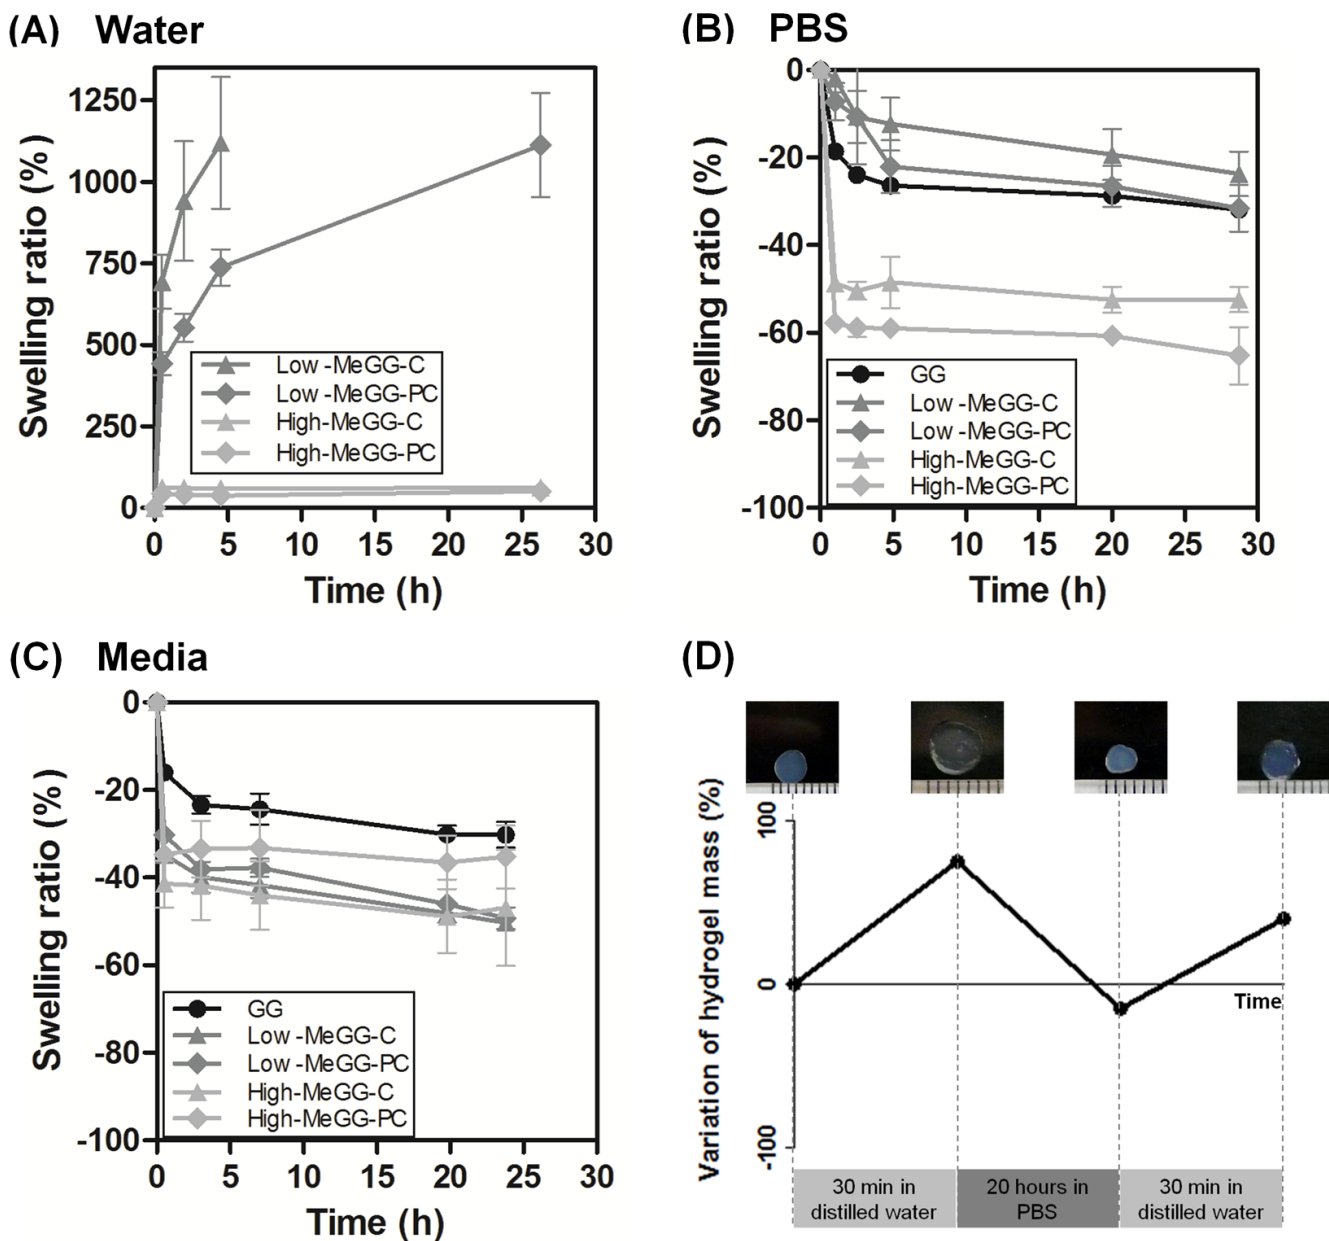 (A) Water
Swelling ratio (%)
1250
1000
750
500
250
0
Low -MeGG-C
Low -MeGG-PC
High-MeGG-C
High-MeGG-PC
0 5 10 15 20 25 30
Time (h)
(B) PBS
Swelling ratio (%)
0
-20
-40
-60
-80
-100
GG
Low -MeGG-C
Low -MeGG-PC
High-MeGG-C
High-MeGG-PC
0 5 10 15 20 25 30
Time (h)
(C) Media
Swelling ratio (%)
0
-20
-40
-60
-80
-100
GG
Low -MeGG-C
Low -MeGG-PC
High-MeGG-C
High-MeGG-PC
0 5 10 15 20 25 30
Time (h)
(D)
Variation of hydrogel mass (%)
100
0
-100
Time
30 min in
distilled water
20 hours in
PBS
30 min in
distilled water